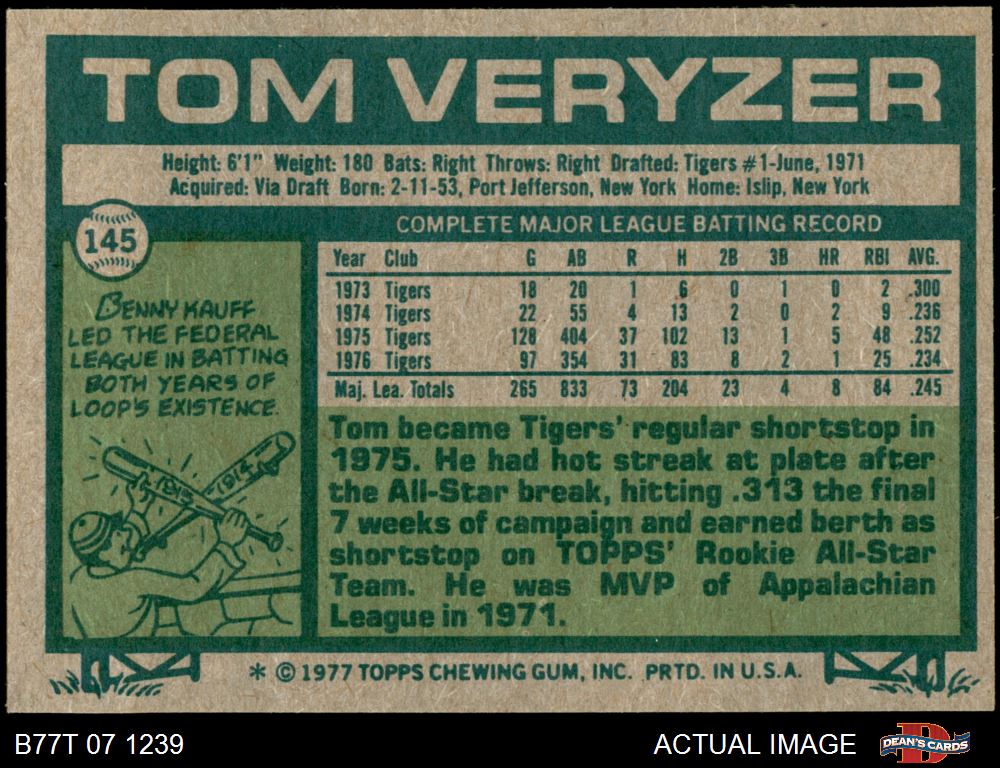 TOM VERYZER
Height: 6'1" Weight: 180 Bats: Right Throws: Right Drafted: Tigers #1-June, 1971
Acquired: Via Draft Born: 2-11-53, Port Jefferson, New York Home: Islip, New York
145
COMPLETE MAJOR LEAGUE BATTING RECORD
Year Club G AB R H 2B 3B HR RBI AVG.
1973 Tigers 18 20 1 6 0 1 0 2 .300
1974 Tigers 22 55 4 13 2 0 2 9 .236
1975 Tigers 128 404 37 102 13 1 5 48 .252
1976 Tigers 97 354 31 83 8 2 1 25 .234
Maj. Lea. Totals 265 833 73 204 23 4 8 84 .245
BENNY KAUFF
LED THE FEDERAL
LEAGUE IN BATTING
BOTH YEARS OF
LOOP'S EXISTENCE.
1915
1914
Tom became Tigers' regular shortstop in
1975. He had hot streak at plate after
the All-Star break, hitting .313 the final
7 weeks of campaign and earned berth as
shortstop on TOPPS' Rookie All-Star
Team. He was MVP of Appalachian
League in 1971.
* © 1977 TOPPS CHEWING GUM, INC. PRTD. IN U.S.A.
B77T 07 1239
ACTUAL IMAGE
DEAN'S CARDS